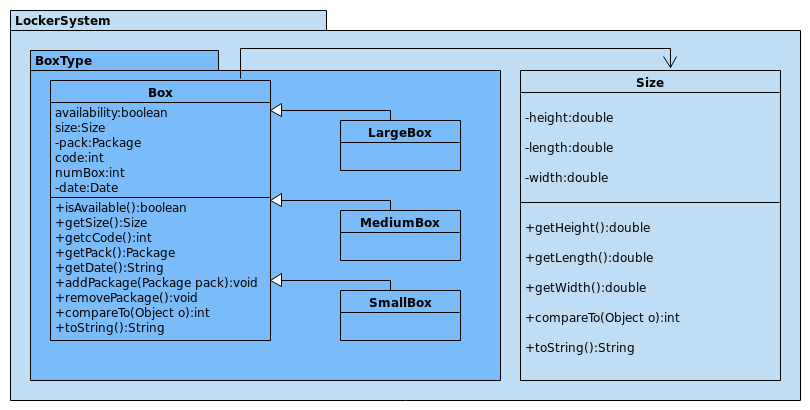 LockerSystem
BoxType
Box
availability:boolean
size:Size
-pack:Package
code:int
numBox:int
-date:Date
+isAvailable():boolean
+getSize():Size
+getcCode():int
+getPack():Package
+getDate():String
+addPackage(Package pack):void
+removePackage():void
+compareTo(Object o):int
+toString():String
LargeBox
MediumBox
SmallBox
Size
-height:double
-length:double
-width:double
+getHeight():double
+getLength():double
+getWidth():double
+compareTo(Object o):int
+toString():String